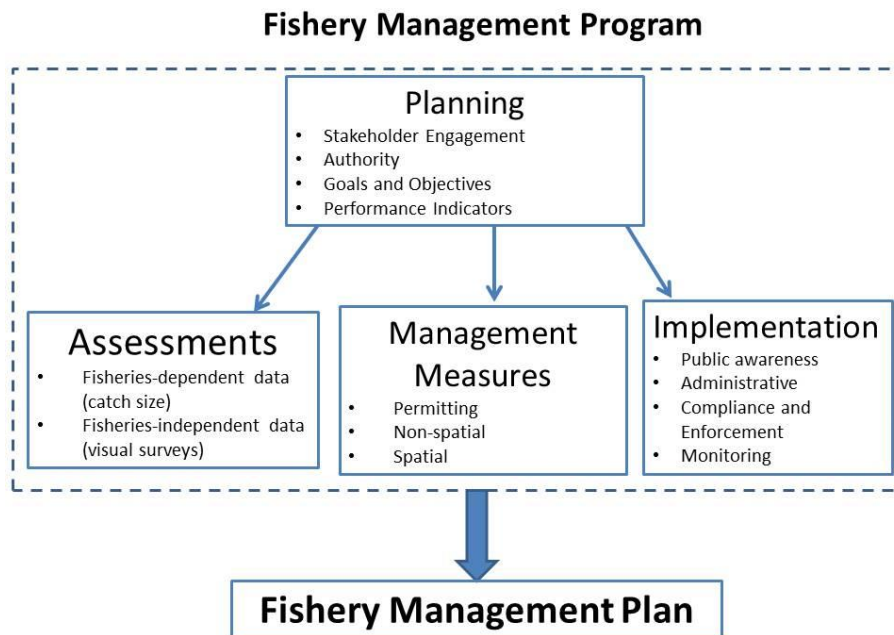 Fishery Management Program
Planning
• Stakeholder Engagement
• Authority
• Goals and Objectives
• Performance Indicators
Assessments
• Fisheries-dependent data
(catch size)
• Fisheries-independent data
(visual surveys)
Management
Measures
• Permitting
• Non-spatial
• Spatial
Implementation
• Public awareness
• Administrative
• Compliance and
Enforcement
• Monitoring
Fishery Management Plan